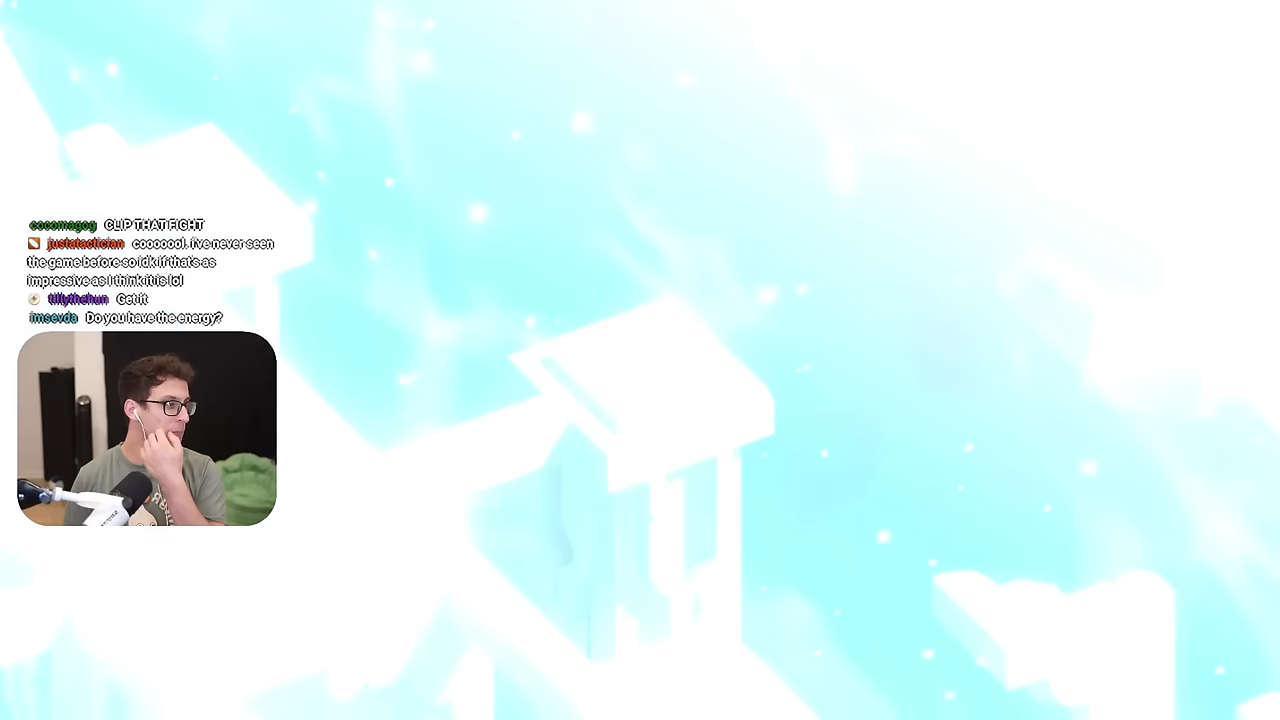 cocomagog CLIP THAT FIGHT
justatactician cooooool. i've never seen
the game before so idk if that's as
impressive as I think it is lol
tillythehun Get it
imsevda Do you have the energy?